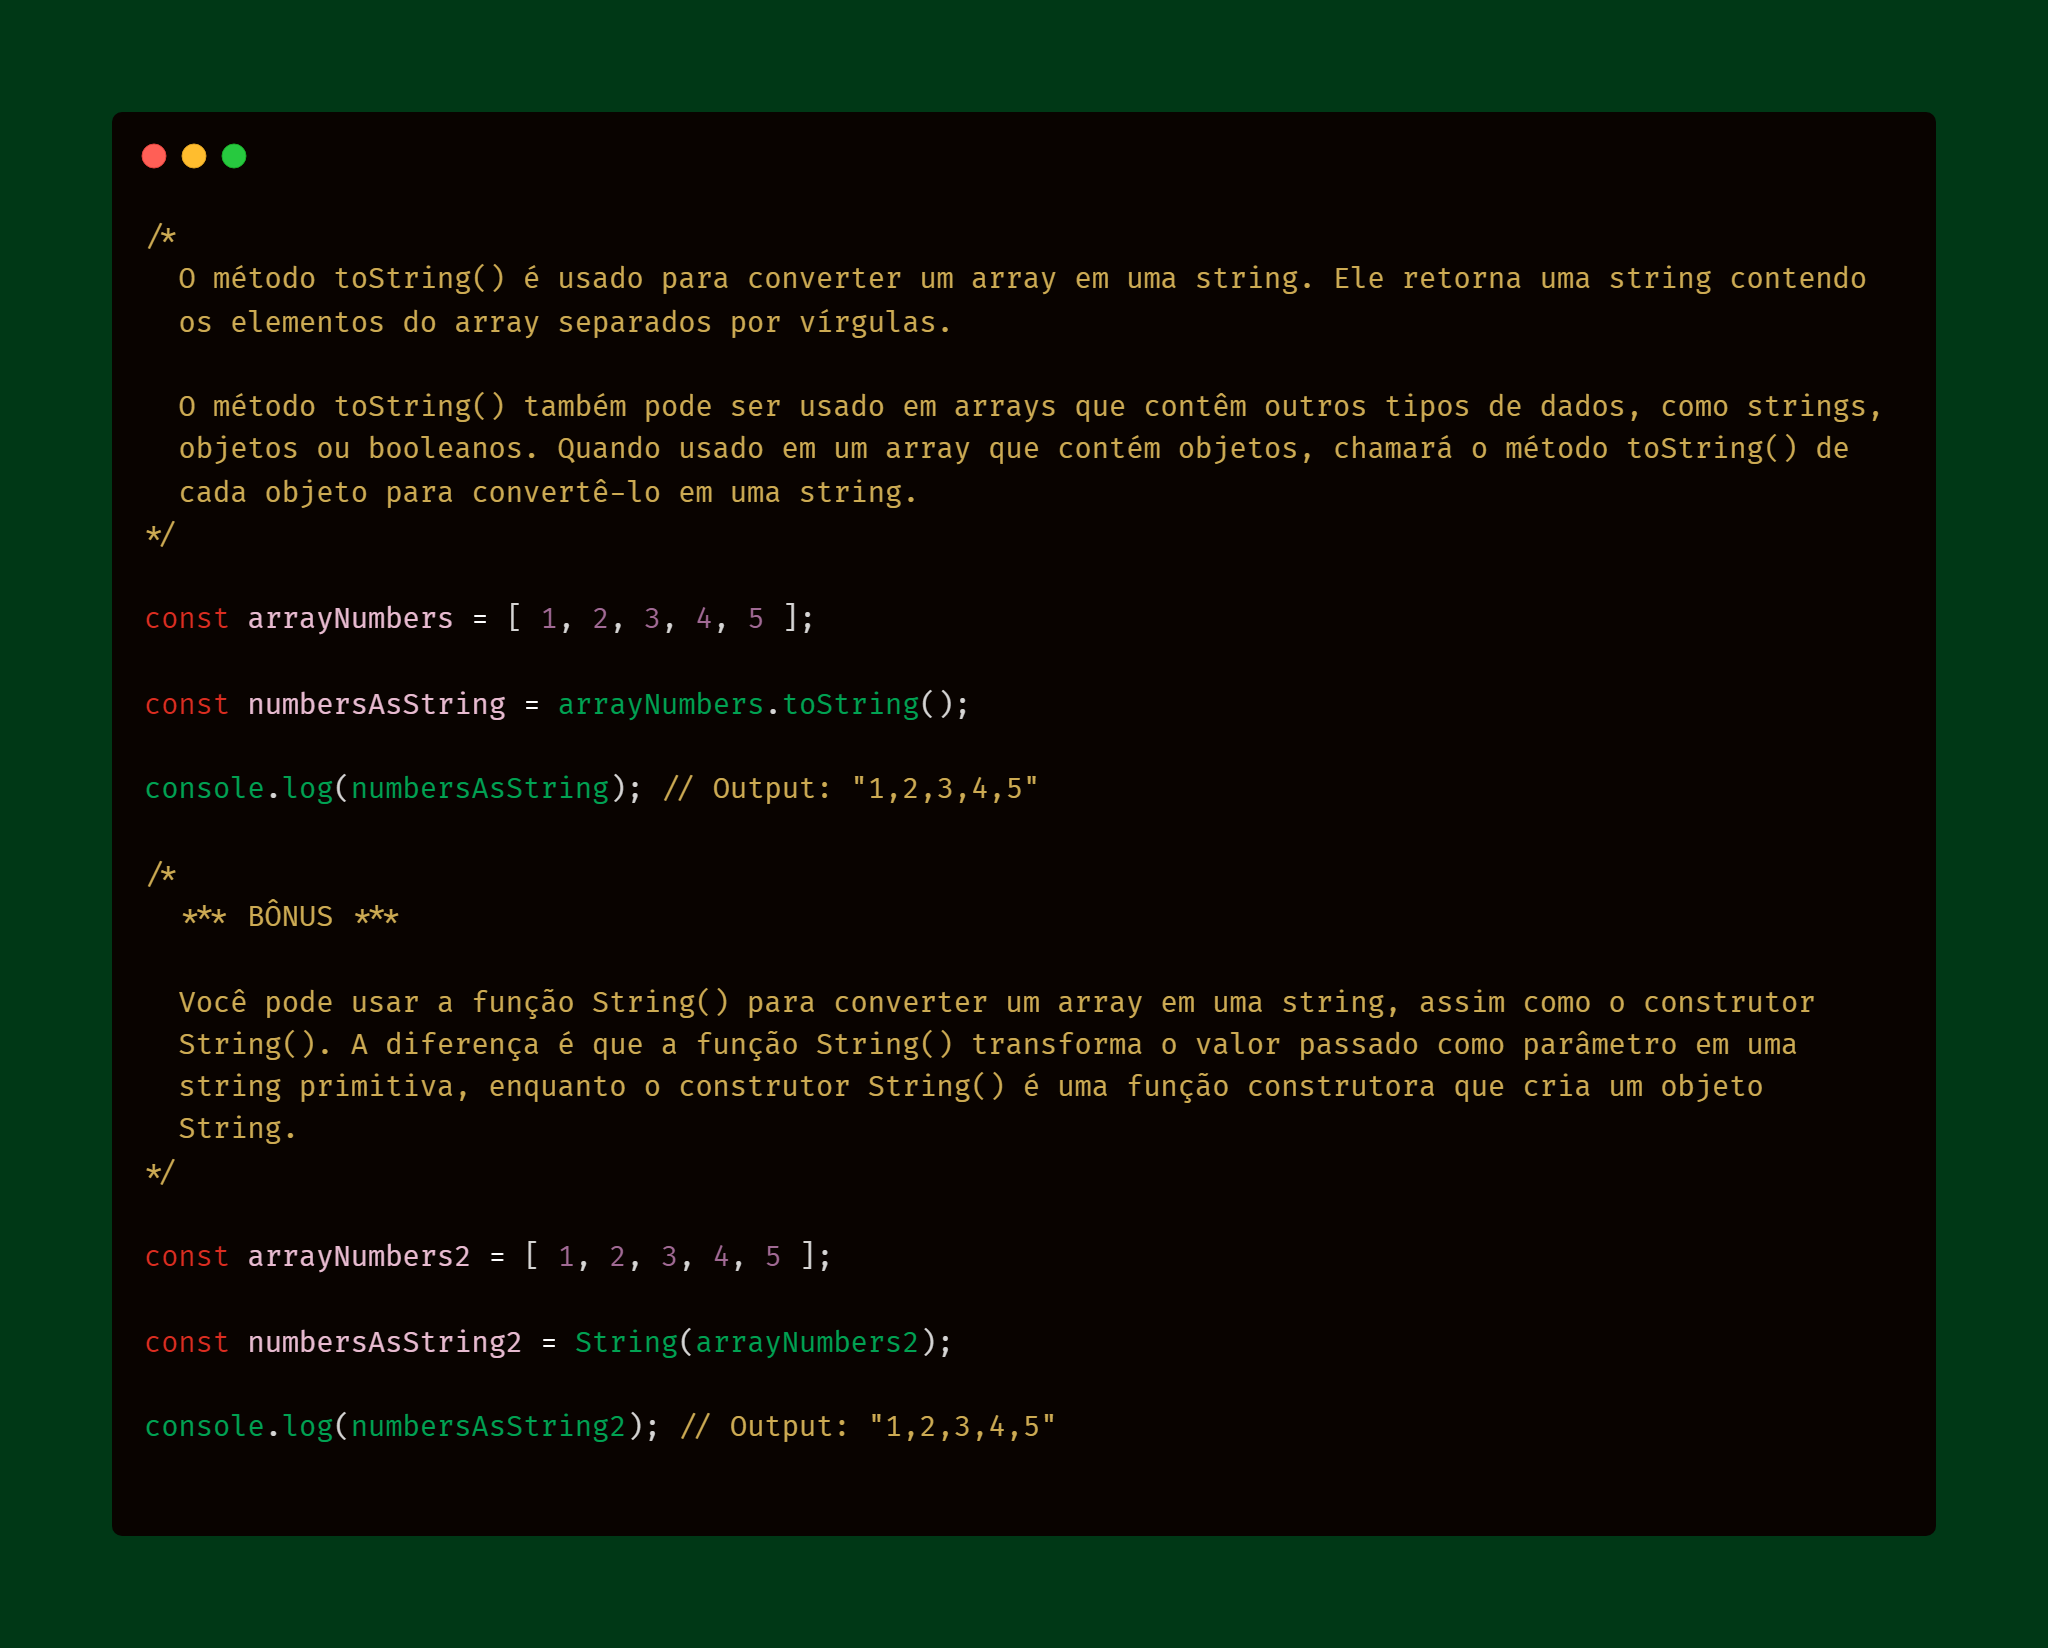 /*
O método toString() é usado para converter um array em uma string. Ele retorna uma string contendo
os elementos do array separados por vírgulas.
O método toString() também pode ser usado em arrays que contêm outros tipos de dados, como strings,
objetos ou booleanos. Quando usado em um array que contém objetos, chamará o método toString() de
cada objeto para convertê-lo em uma string.
*/
const arrayNumbers = [ 1, 2, 3, 4, 5 ];
const numbersAsString = arrayNumbers.toString();
console.log(numbersAsString); // Output: "1,2,3,4,5"
/*
*** BÔNUS ***
Você pode usar a função String() para converter um array em uma string, assim como o construtor
String(). A diferença é que a função String() transforma o valor passado como parâmetro em uma
string primitiva, enquanto o construtor String() é uma função construtora que cria um objeto
String.
*/
const arrayNumbers2 = [ 1, 2, 3, 4, 5 ];
const numbersAsString2 = String(arrayNumbers2);
console.log(numbersAsString2); // Output: "1,2,3,4,5"